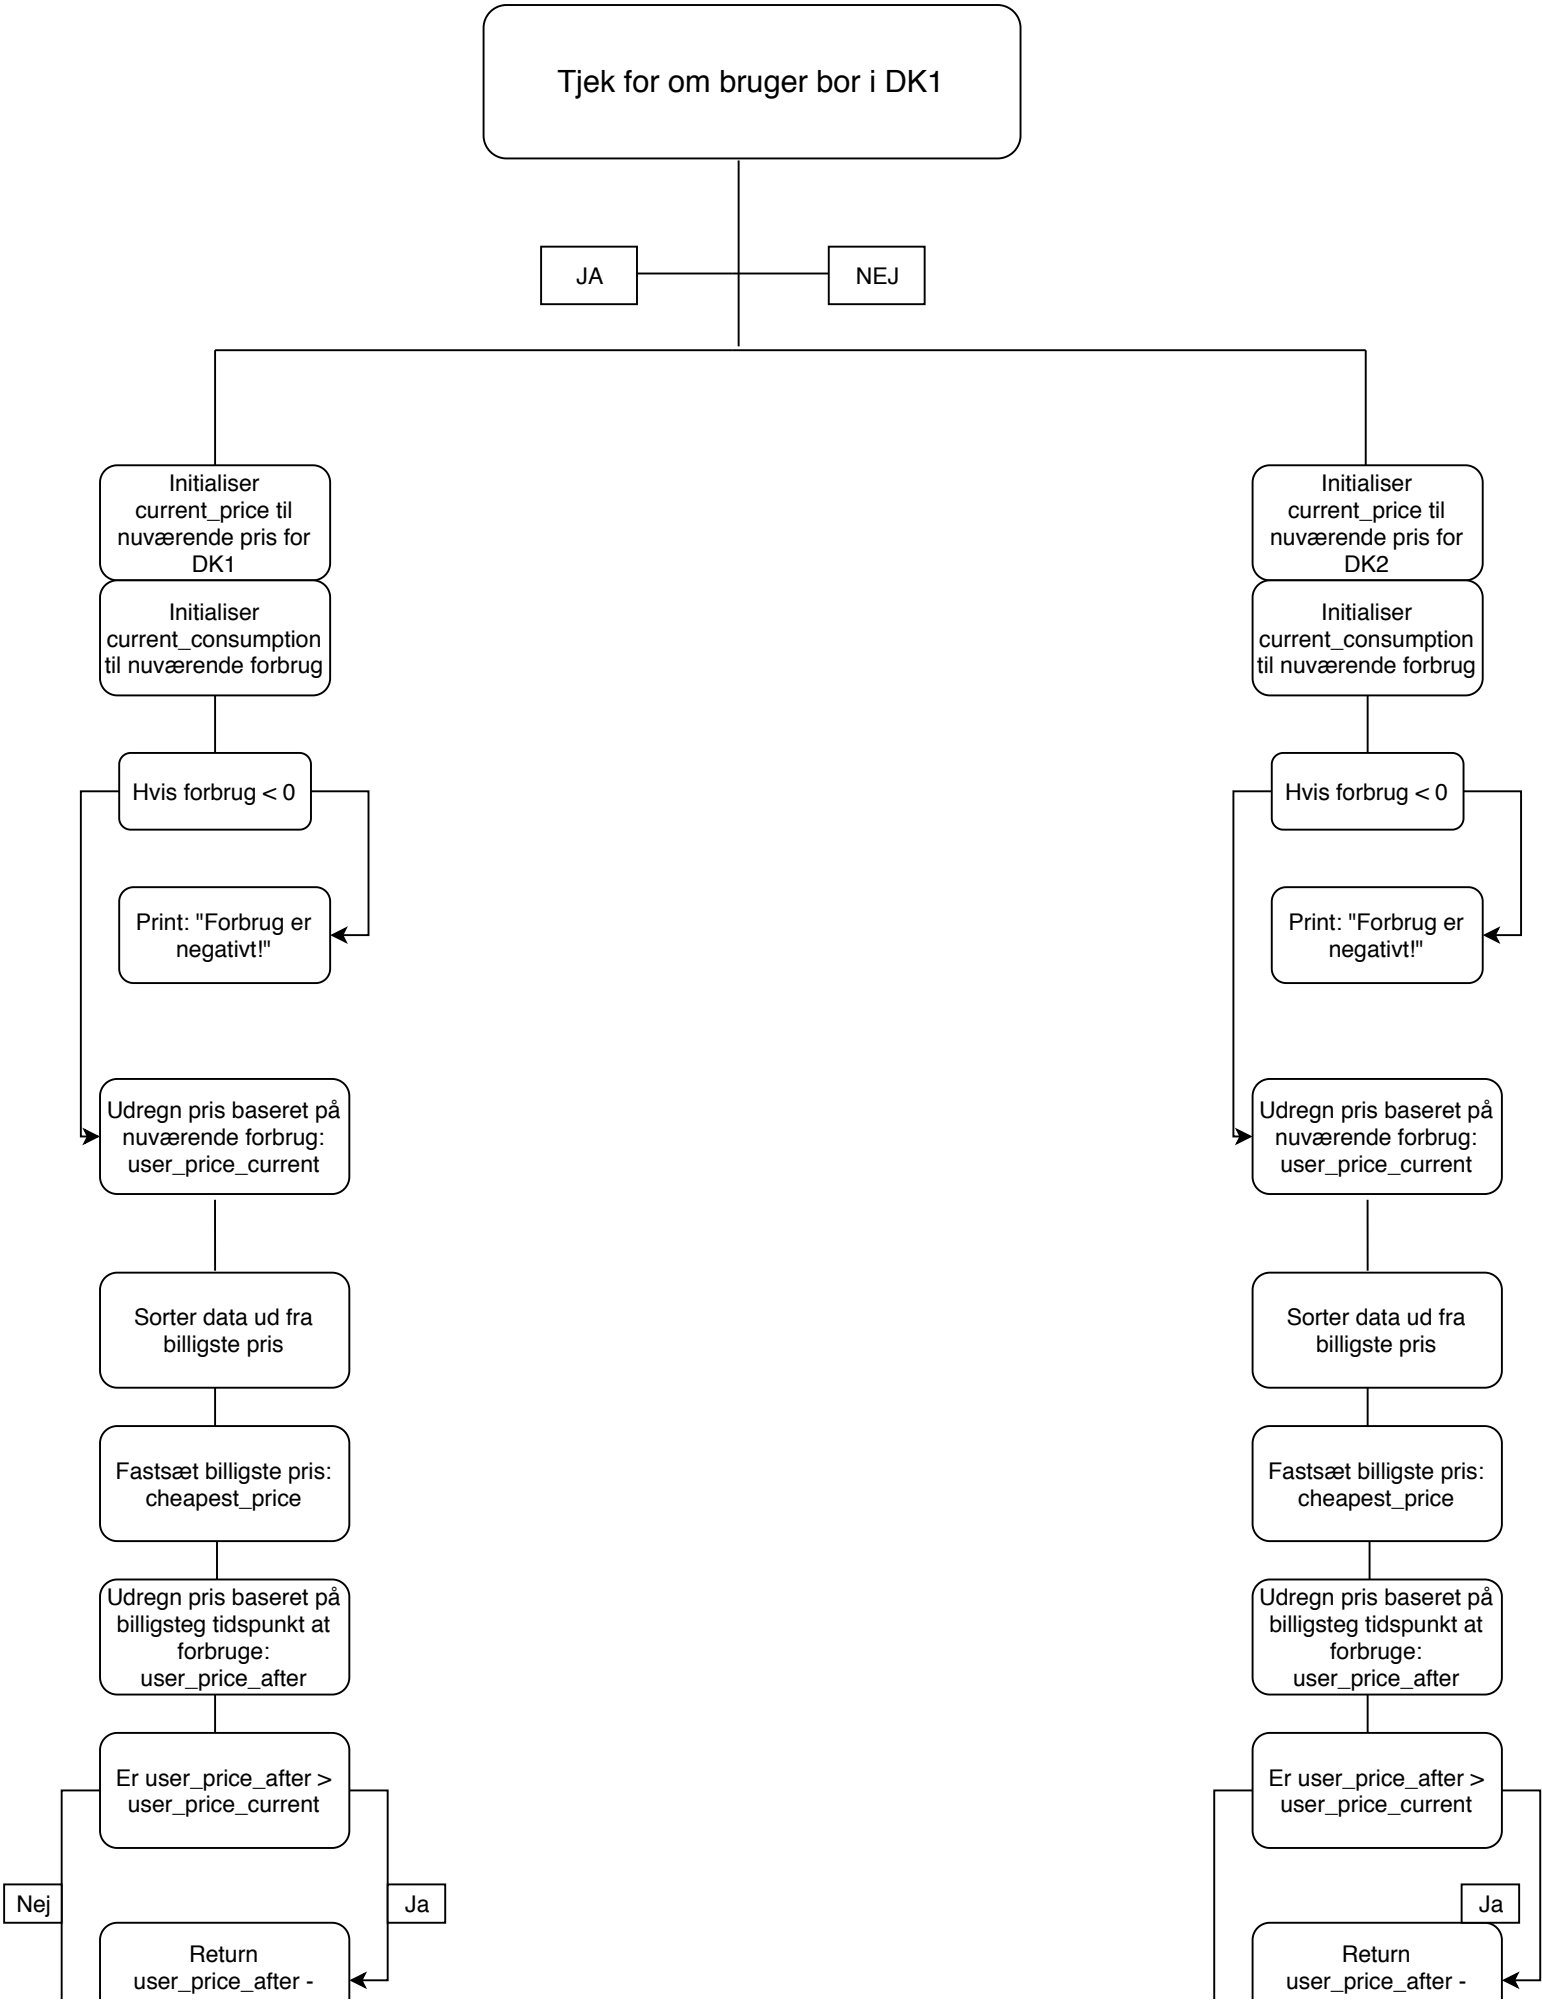 Tjek for om bruger bor i DK1
JA
NEJ
Initialiser
current_price til
nuværende pris for
DK1
Initialiser
current_consumption
til nuværende forbrug
Hvis forbrug < 0
Print: "Forbrug er
negativt!"
Udregn pris baseret på
nuværende forbrug:
user_price_current
Sorter data ud fra
billigste pris
Fastsæt billigste pris:
cheapest_price
Udregn pris baseret på
billigsteg tidspunkt at
forbruge:
user_price_after
Er user_price_after >
user_price_current
Nej
Ja
Return
user_price_after -
Initialiser
current_price til
nuværende pris for
DK2
Initialiser
current_consumption
til nuværende forbrug
Hvis forbrug < 0
Print: "Forbrug er
negativt!"
Udregn pris baseret på
nuværende forbrug:
user_price_current
Sorter data ud fra
billigste pris
Fastsæt billigste pris:
cheapest_price
Udregn pris baseret på
billigsteg tidspunkt at
forbruge:
user_price_after
Er user_price_after >
user_price_current
Ja
Return
user_price_after -